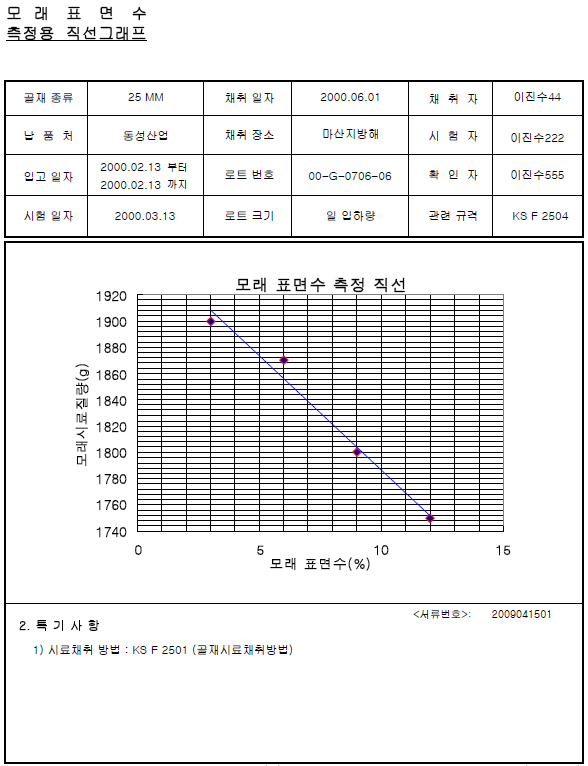 모 래 표 면 수
측정용 직선그래프
골재 종류 25 MM 채취 일자 2000.06.01 채 취 자 이진수44
납 품 처 동성산업 채취 장소 마산지방해 시 험 자 이진수222
입고 일자 2000.02.13 부터 2000.02.13 까지 로트 번호 00-G-0706-06 확 인 자 이진수555
시험 일자 2000.03.13 로트 크기 일 입하량 관련 규격 KS F 2504
모래 표면수 측정 직선
1920
1900
1880
1860
1840
1820
1800
1780
1760
1740
모래시료질량(g)
0 5 10 15
모래 표면수(%)
<서류번호>: 2009041501
2. 특 기 사 항
1) 시료채취 방법 : KS F 2501 (골재시료채취방법)